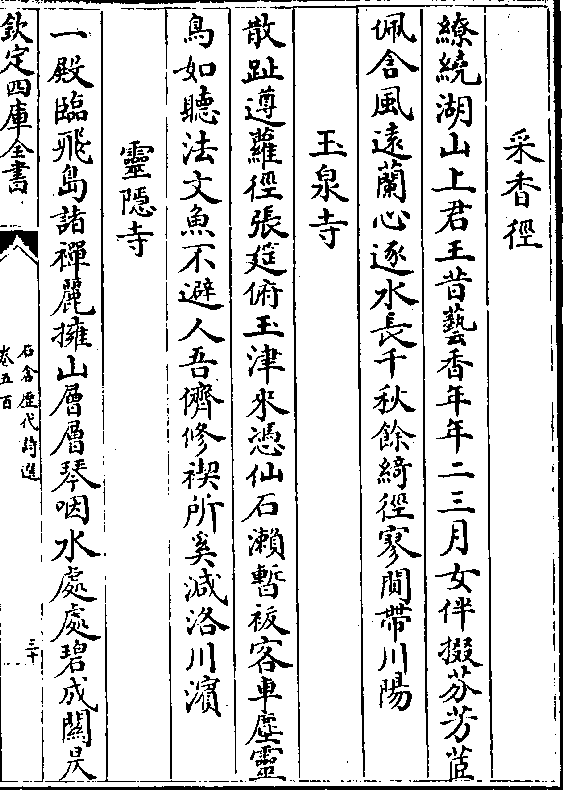 采香徑
繚繞湖山上君王昔藝香年年二三月女伴掇芬芳茝
佩含風遠蘭心逐水長千秋餘綺徑寥閴帶川陽
玉泉寺
散趾遵蘿徑張筵俯玉津來憑仙石瀨暫袚客車塵靈
鳥如聽法文魚不避人吾儕修禊所奚減洛川濱
靈隠寺
一殿臨飛島諸禪麗擁山層層琴咽水處處碧成關昃
欽定四庫全書
石倉歴代詩選
卷五百
三十